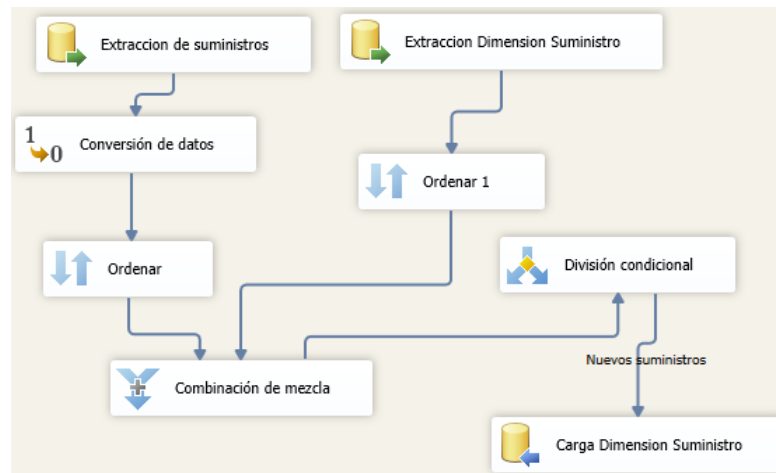 Extraccion de suministros
Extraccion Dimension Suministro
1
0
Conversión de datos
Ordenar 1
Ordenar
División condicional
Nuevos suministros
Combinación de mezcla
Carga Dimension Suministro